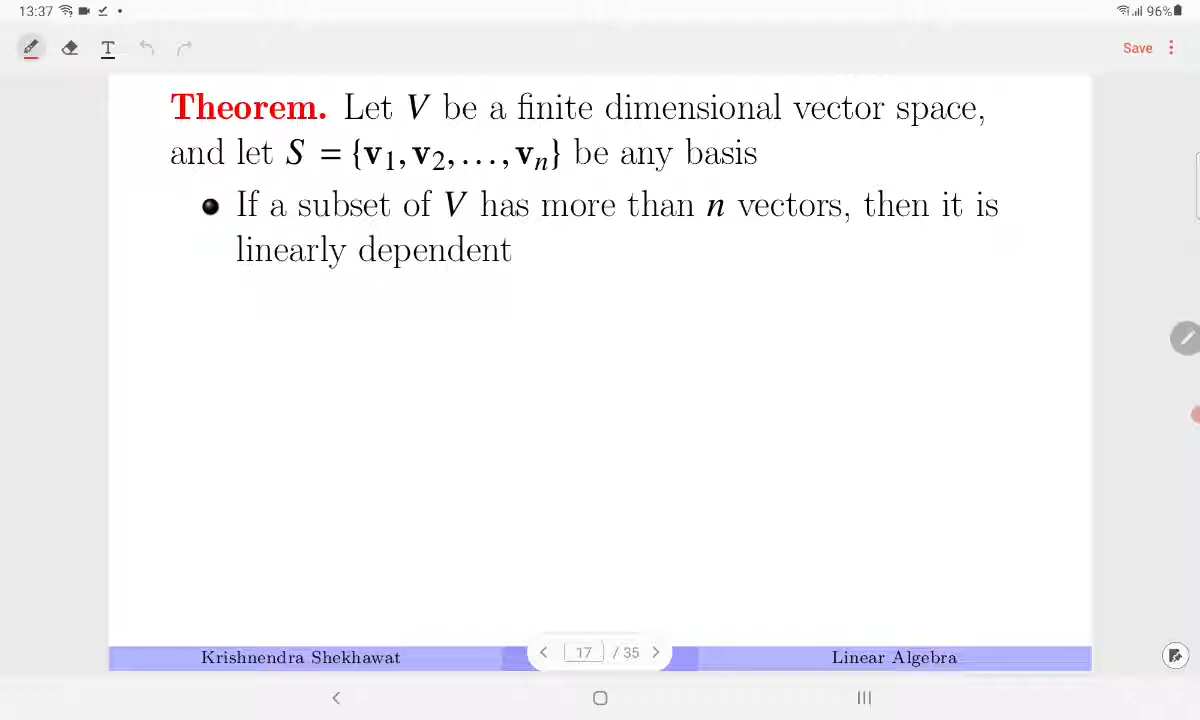 13:37 96%
T Save
Theorem. Let V be a finite dimensional vector space,
and let S = {v₁, v₂, . . . , vₙ} be any basis
● If a subset of V has more than n vectors, then it is
linearly dependent
Krishnendra Shekhawat 17 / 35 Linear Algebra